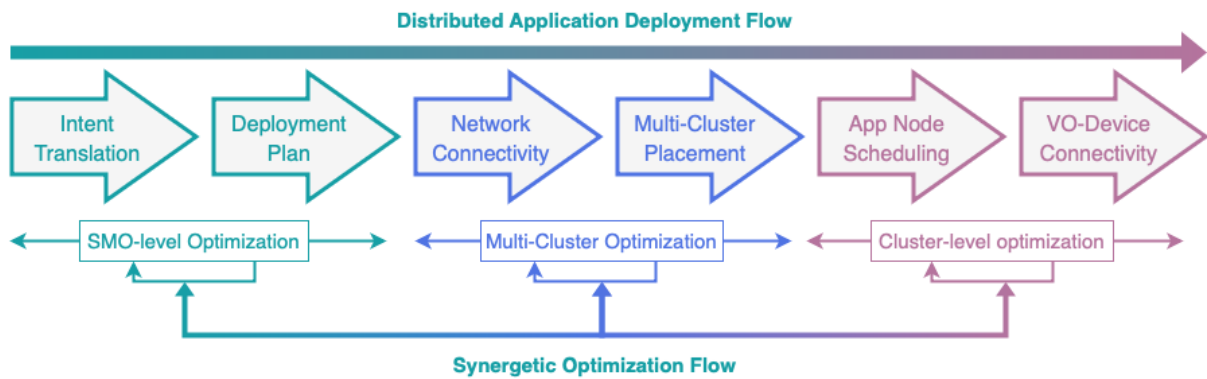 Distributed Application Deployment Flow
Intent
Translation
Deployment
Plan
Network
Connectivity
Multi-Cluster
Placement
App Node
Scheduling
VO-Device
Connectivity
SMO-level Optimization
Multi-Cluster Optimization
Cluster-level optimization
Synergetic Optimization Flow